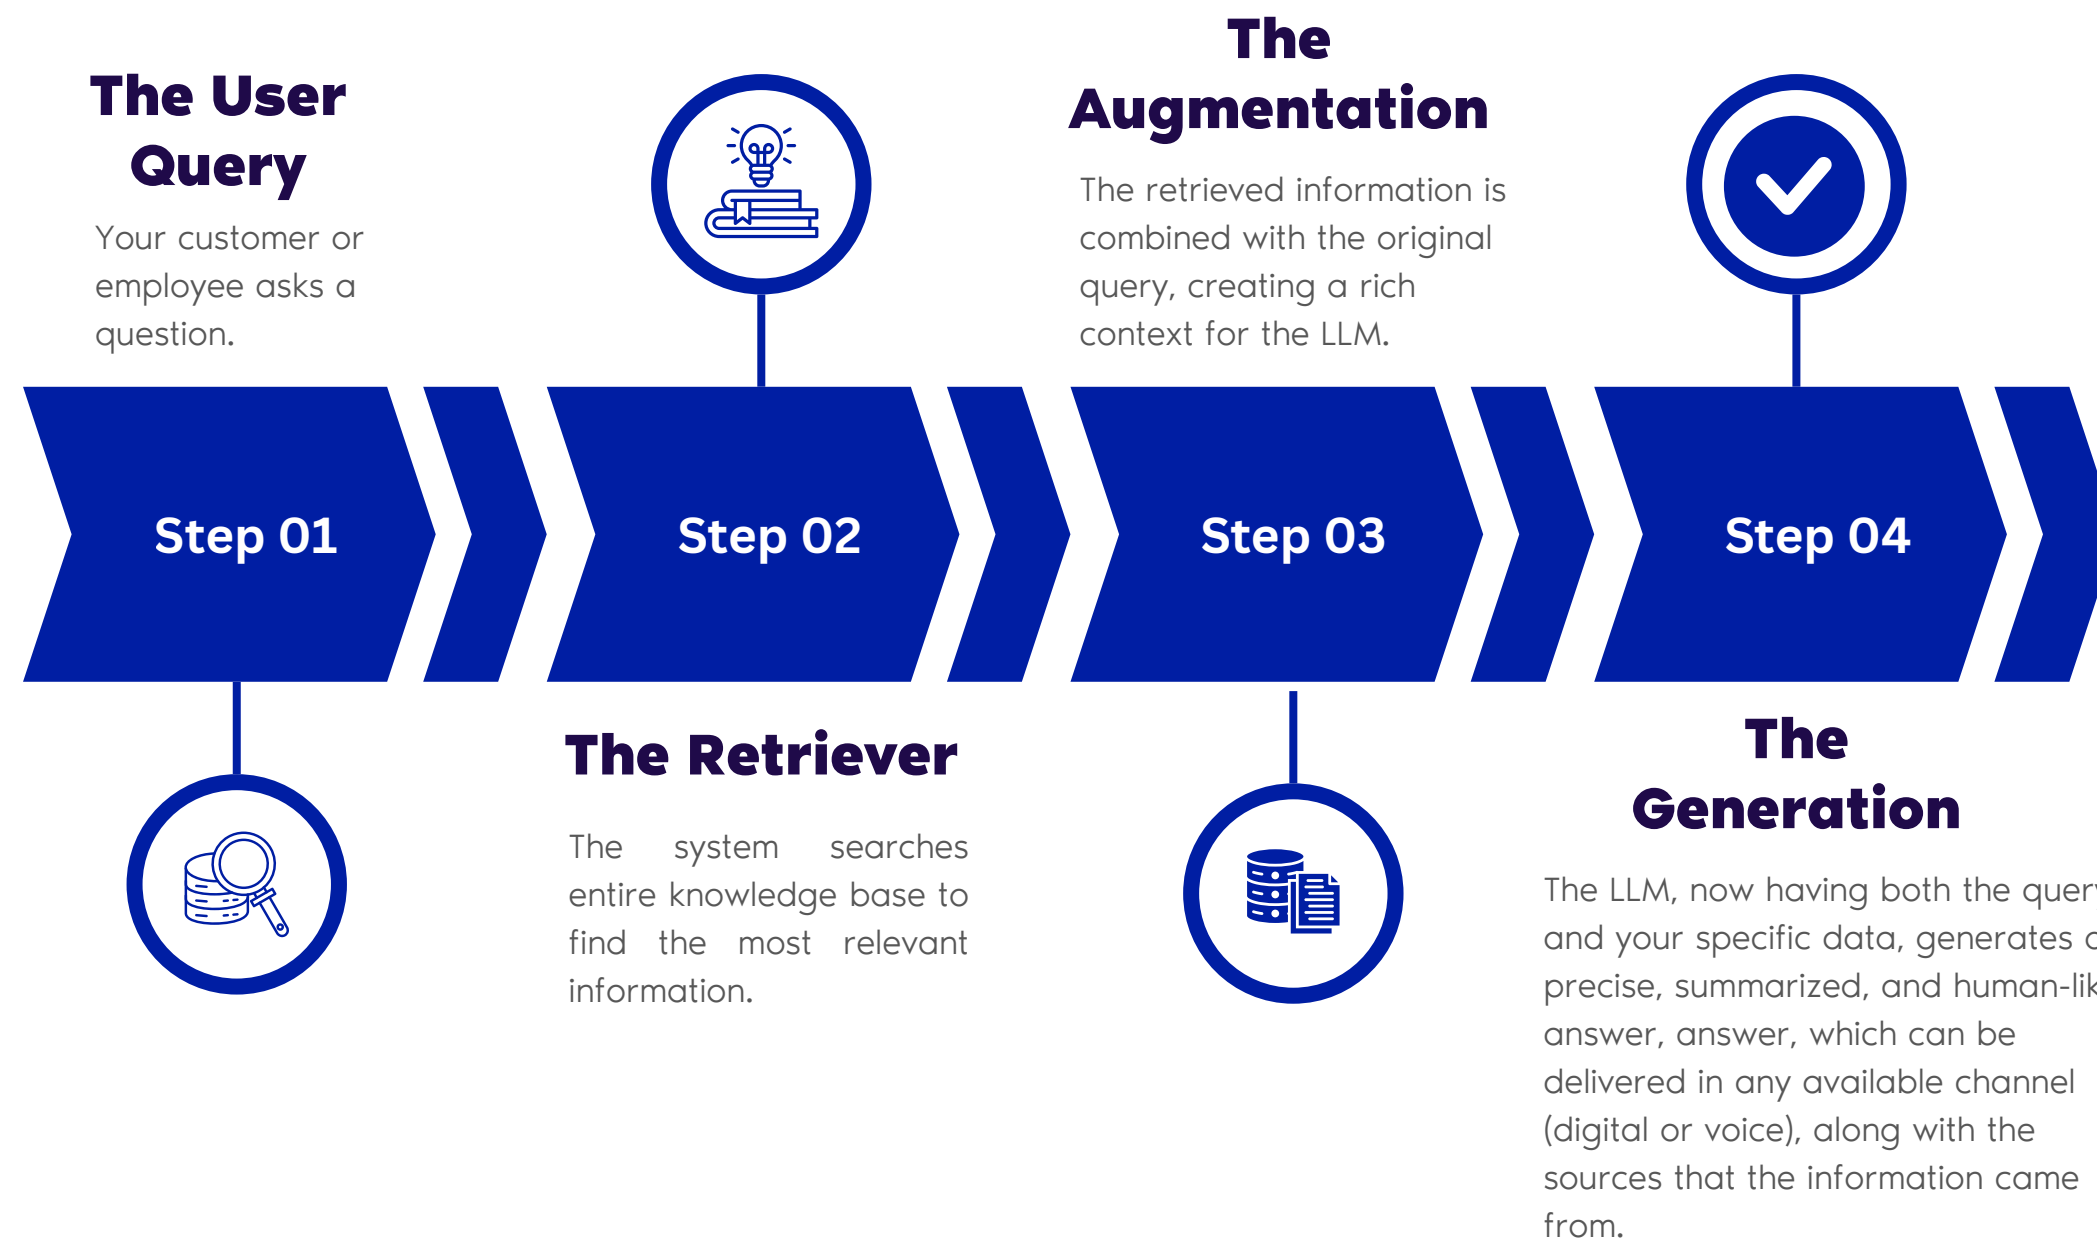 The User
Query
Your customer or
employee asks a
question.
The
Augmentation
The retrieved information is
combined with the original
query, creating a rich
context for the LLM.
Step 01
Step 02
Step 03
Step 04
The Retriever
The system searches
entire knowledge base to
find the most relevant
information.
The
Generation
The LLM, now having both the query
and your specific data, generates a
precise, summarized, and human-lik
answer, answer, which can be
delivered in any available channel
(digital or voice), along with the
sources that the information came
from.